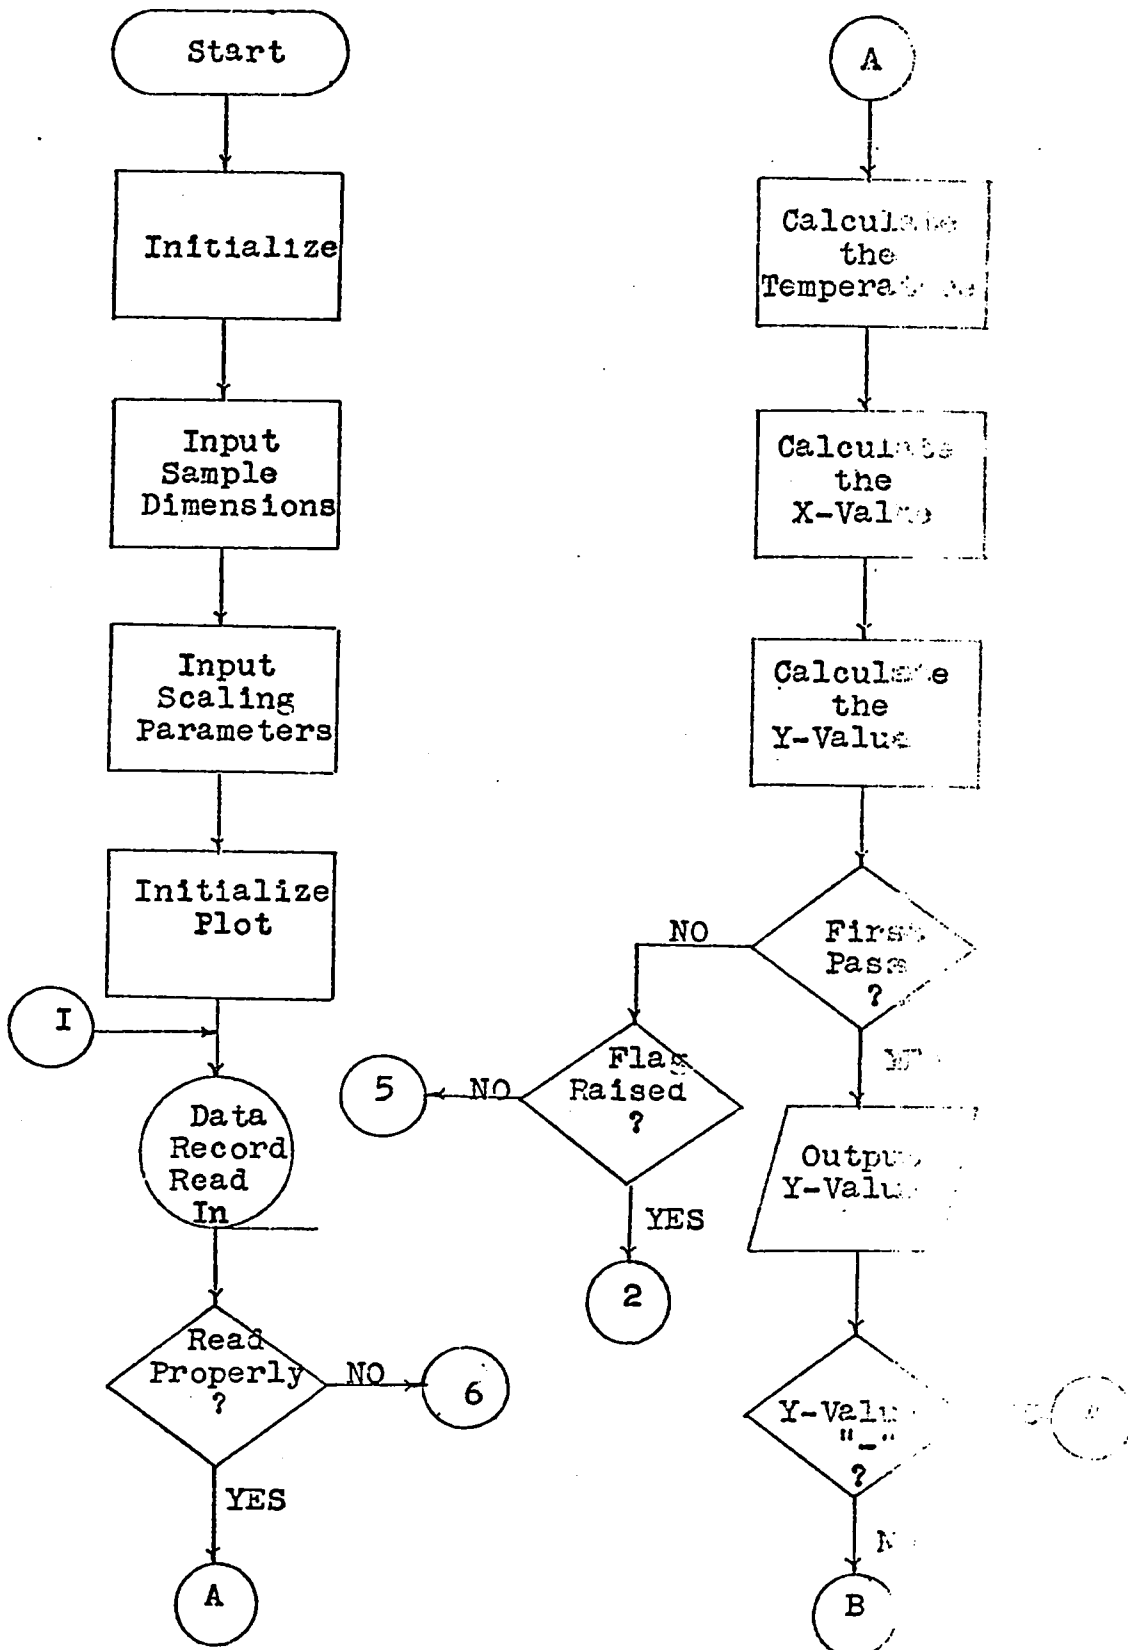 Start
Initialize
Input
Sample
Dimensions
Input
Scaling
Parameters
Initialize
Plot
I
Data
Record
Read
In
Read
Properly
?
NO
6
YES
A
A
Calculate
the
Temperature
Calculate
the
X-Value
Calculate
the
Y-Value
First
Pass
?
NO
Flag
Raised
?
NO
5
YES
2
Output
Y-Value
Y-Value
"-"
?
B